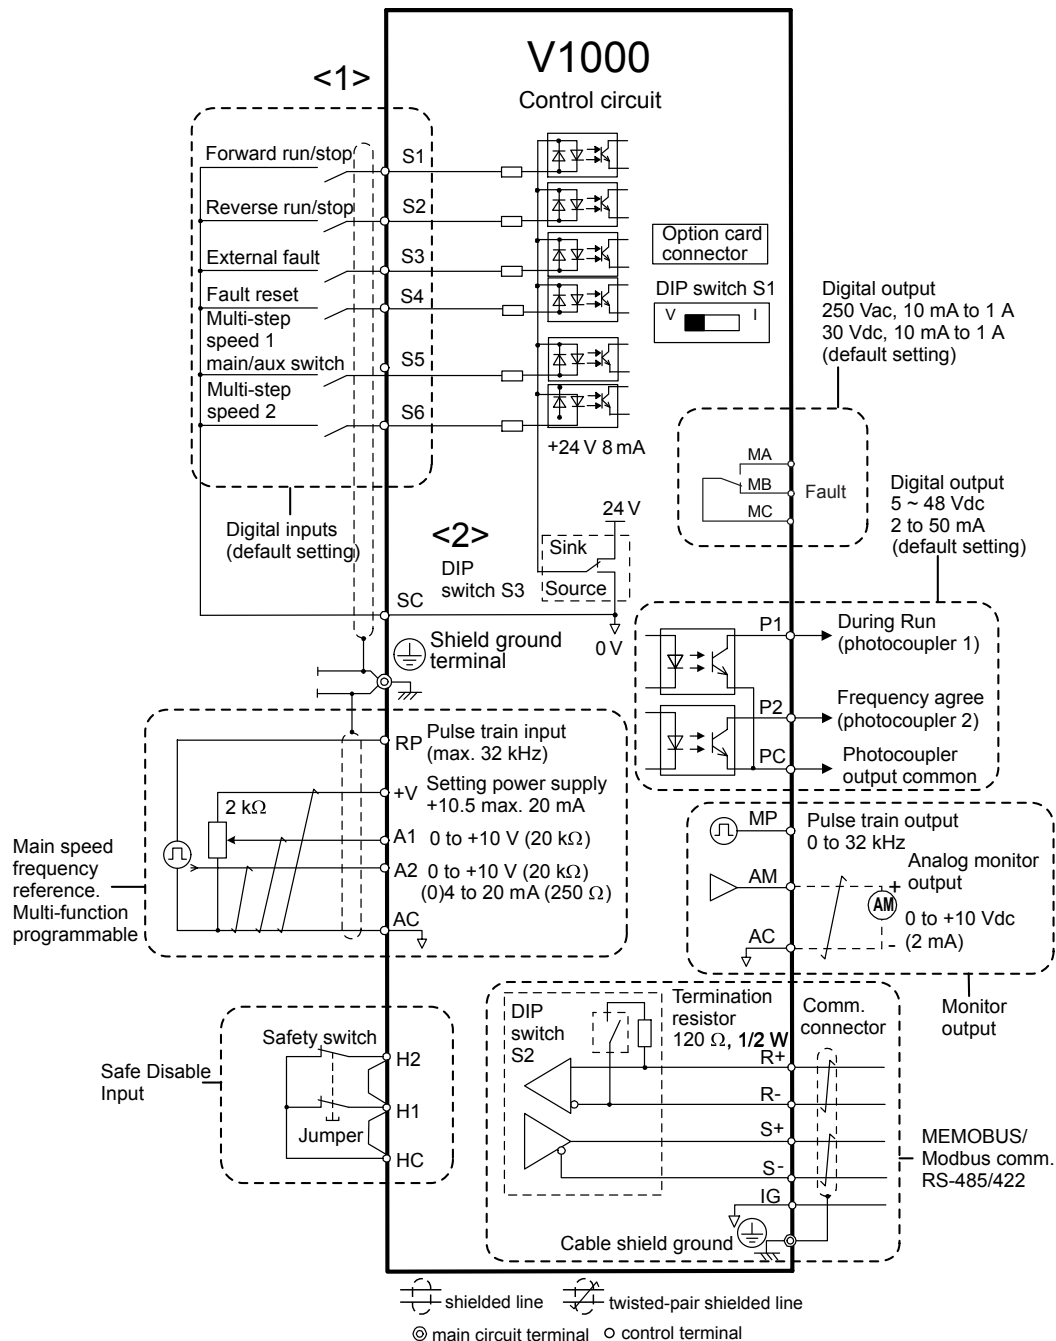 V1000
Control circuit
<1>
Forward run/stop
S1
Reverse run/stop
S2
External fault
S3
Fault reset
S4
Multi-step
speed 1
main/aux switch
S5
Multi-step
speed 2
S6
+24 V 8 mA
Option card
connector
DIP switch S1
V
I
Digital output
250 Vac, 10 mA to 1 A
30 Vdc, 10 mA to 1 A
(default setting)
MA
MB
MC
Fault
Digital output
5 ~ 48 Vdc
2 to 50 mA
(default setting)
Digital inputs
(default setting)
<2>
DIP
switch S3
24 V
Sink
Source
0 V
SC
Shield ground
terminal
P1
During Run
(photocoupler 1)
P2
Frequency agree
(photocoupler 2)
PC
Photocoupler
output common
RP
Pulse train input
(max. 32 kHz)
+V
Setting power supply
+10.5 max. 20 mA
2 kΩ
A1
0 to +10 V (20 kΩ)
A2
0 to +10 V (20 kΩ)
(0)4 to 20 mA (250 Ω)
AC
Main speed
frequency
reference.
Multi-function
programmable
MP
Pulse train output
0 to 32 kHz
AM
Analog monitor
output
+
AM
0 to +10 Vdc
(2 mA)
AC
-
Monitor
output
Safe Disable
Input
Safety switch
H2
H1
Jumper
HC
DIP
switch
S2
Termination
resistor
120 Ω, 1/2 W
Comm.
connector
R+
R-
S+
S-
IG
MEMOBUS/
Modbus comm.
RS-485/422
Cable shield ground
shielded line
twisted-pair shielded line
main circuit terminal
control terminal